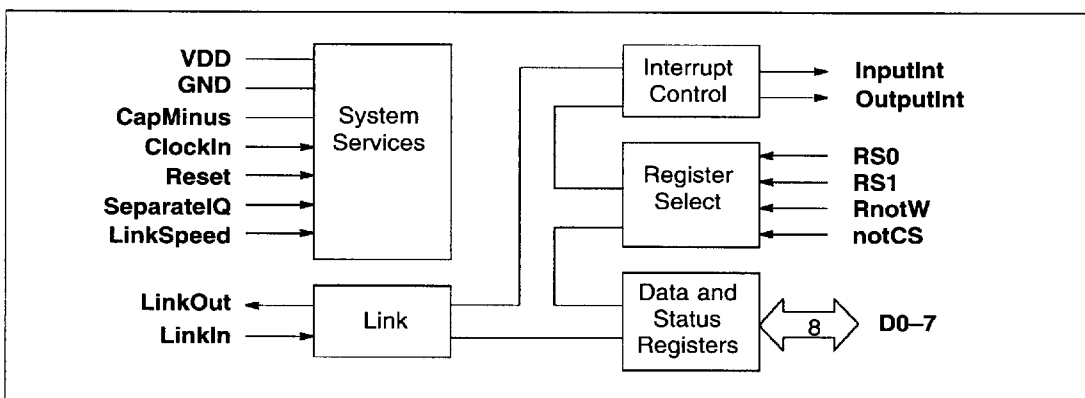 VDD
GND
CapMinus
ClockIn
Reset
SeparateIQ
LinkSpeed
System
Services
LinkOut
LinkIn
Link
Interrupt
Control
InputInt
OutputInt
Register
Select
RS0
RS1
RnotW
notCS
Data and
Status
Registers
8
D0–7